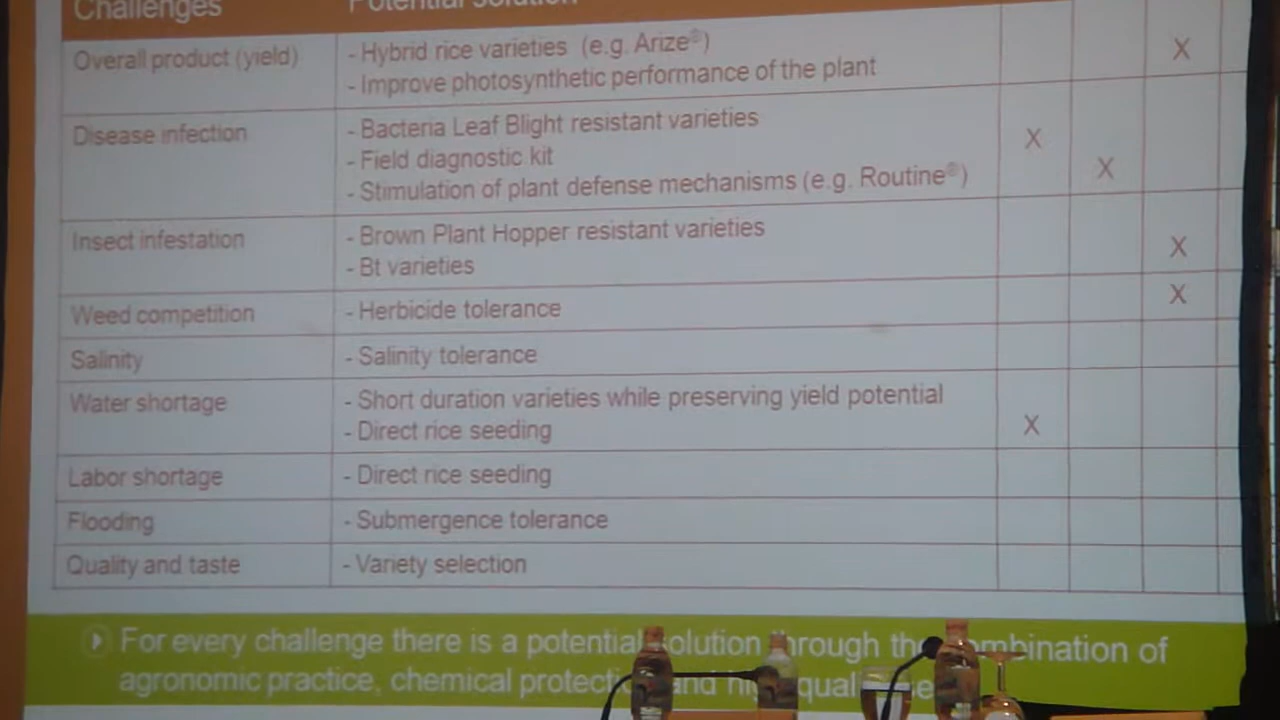 Challenges Potential solution
Overall product (yield) - Hybrid rice varieties (e.g. Arize®) X
- Improve photosynthetic performance of the plant
Disease infection - Bacteria Leaf Blight resistant varieties X
- Field diagnostic kit X
- Stimulation of plant defense mechanisms (e.g. Routine®)
Insect infestation - Brown Plant Hopper resistant varieties X
- Bt varieties
Weed competition - Herbicide tolerance X
Salinity - Salinity tolerance
Water shortage - Short duration varieties while preserving yield potential
- Direct rice seeding X
Labor shortage - Direct rice seeding
Flooding - Submergence tolerance
Quality and taste - Variety selection
For every challenge there is a potential solution through the combination of
agronomic practice, chemical and